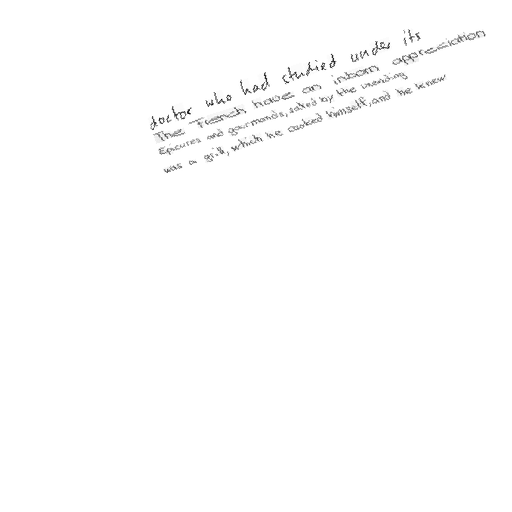 doctor who had studied under its
The French have an inborn appreciation
Epicures and gourmands, sated by the unending
was a grill, which he cooked himself, and he knew